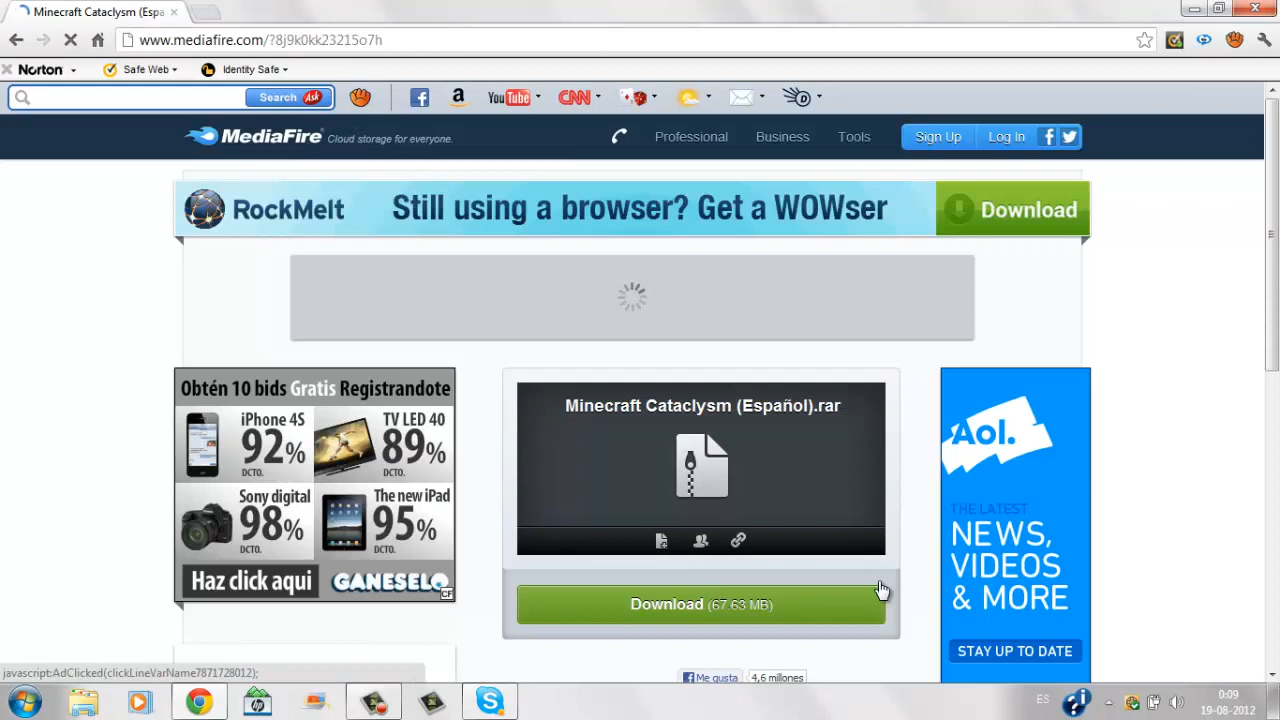 Minecraft Cataclysm (Espa
www.mediafire.com/?8j9k0kk23215o7h
Norton
Safe Web
Identity Safe
Search Ask
a
YouTube
CNN
MediaFire
Cloud storage for everyone.
Professional
Business
Tools
Sign Up
Log In
RockMelt
Still using a browser? Get a WOWser
Download
Obtén 10 bids Gratis Registrandote
iPhone 4S
92%
DCTO.
TV LED 40
89%
DCTO.
Sony digital
98%
DCTO.
The new iPad
95%
DCTO.
Haz click aqui
GANESELO
CF
Minecraft Cataclysm (Español).rar
Download (67.63 MB)
Aol.
THE LATEST
NEWS,
VIDEOS
& MORE
STAY UP TO DATE
Me gusta
4,6 millones
javascript:AdClicked(clickLineVarName7871728012);
ES
0:09
19-08-2012